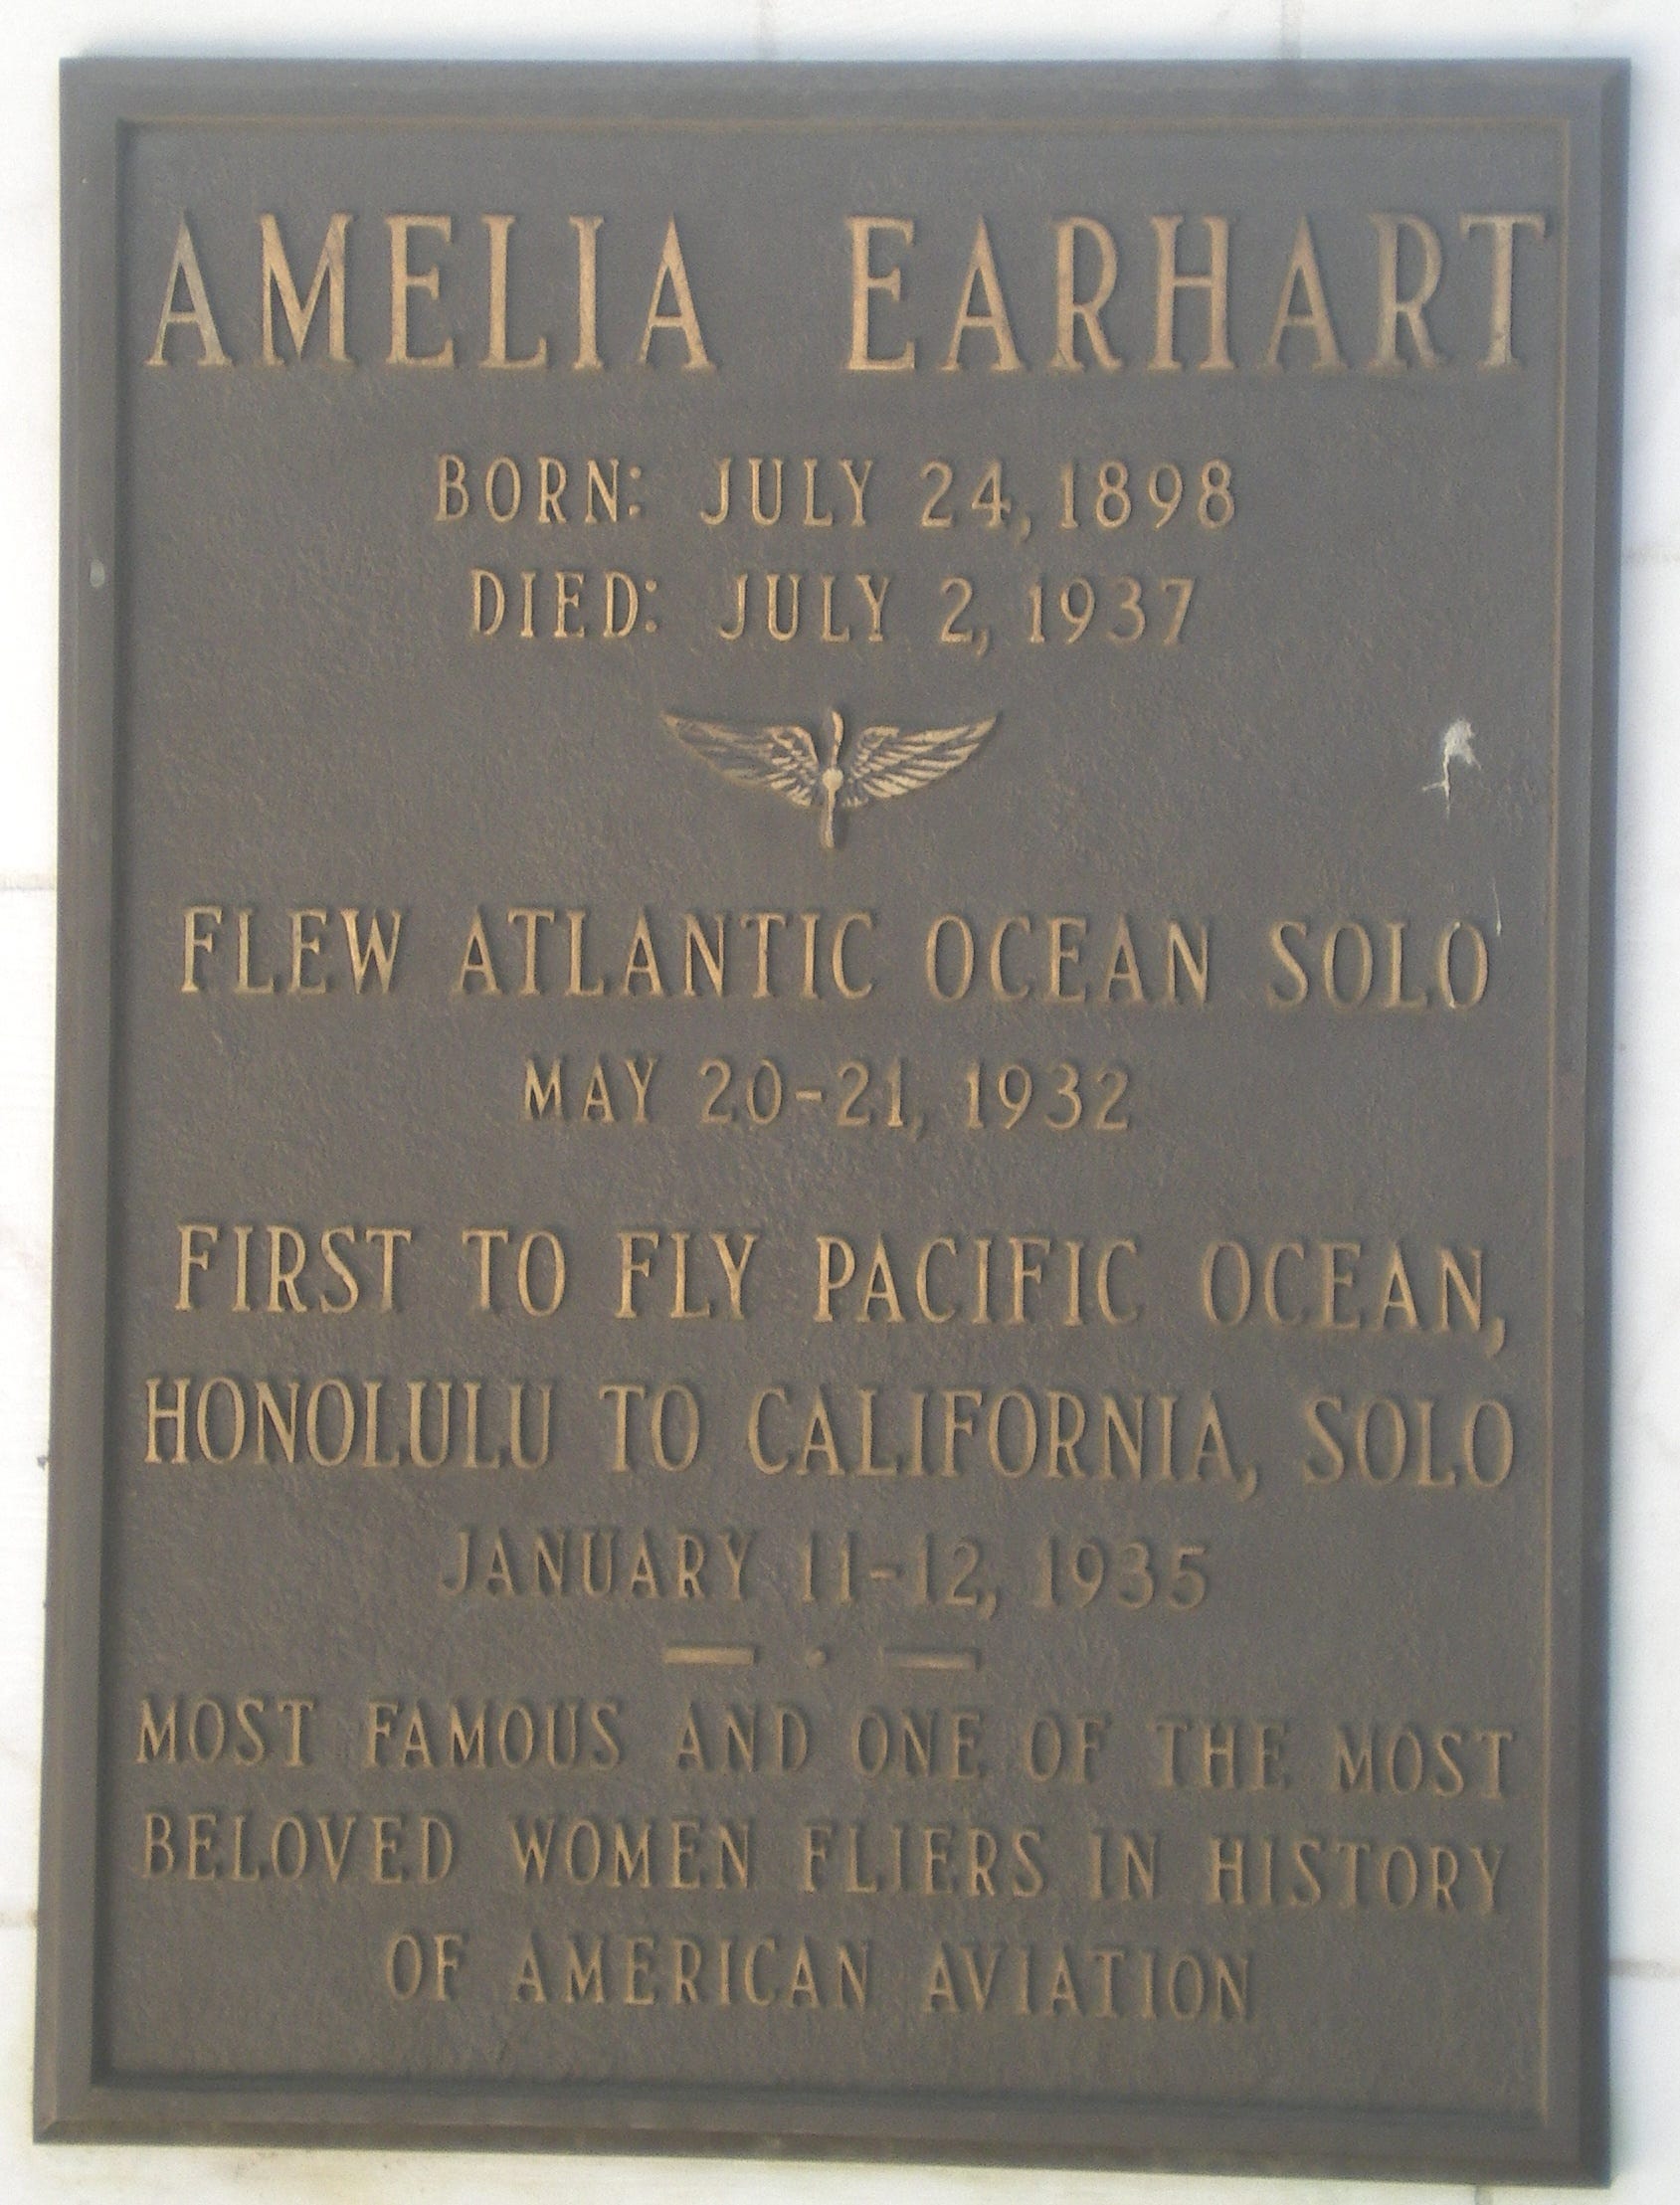 AMELIA EARHART
BORN: JULY 24, 1898
DIED: JULY 2, 1937
FLEW ATLANTIC OCEAN SOLO
MAY 20-21, 1932
FIRST TO FLY PACIFIC OCEAN,
HONOLULU TO CALIFORNIA, SOLO
JANUARY 11-12, 1935
MOST FAMOUS AND ONE OF THE MOST
BELOVED WOMEN FLIERS IN HISTORY
OF AMERICAN AVIATION